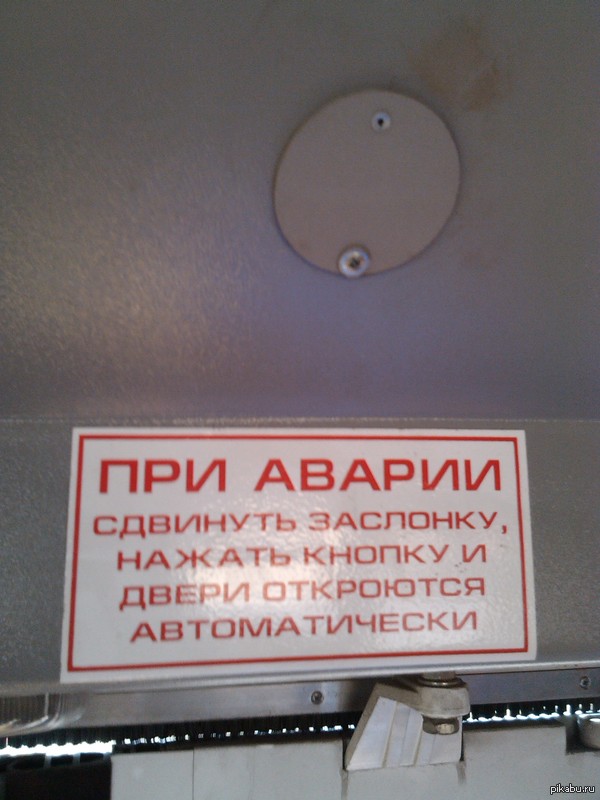 ПРИ АВАРИИ
СДВИНУТЬ ЗАСЛОНКУ,
НАЖАТЬ КНОПКУ И
ДВЕРИ ОТКРОЮТСЯ
АВТОМАТИЧЕСКИ
pikabu.ru